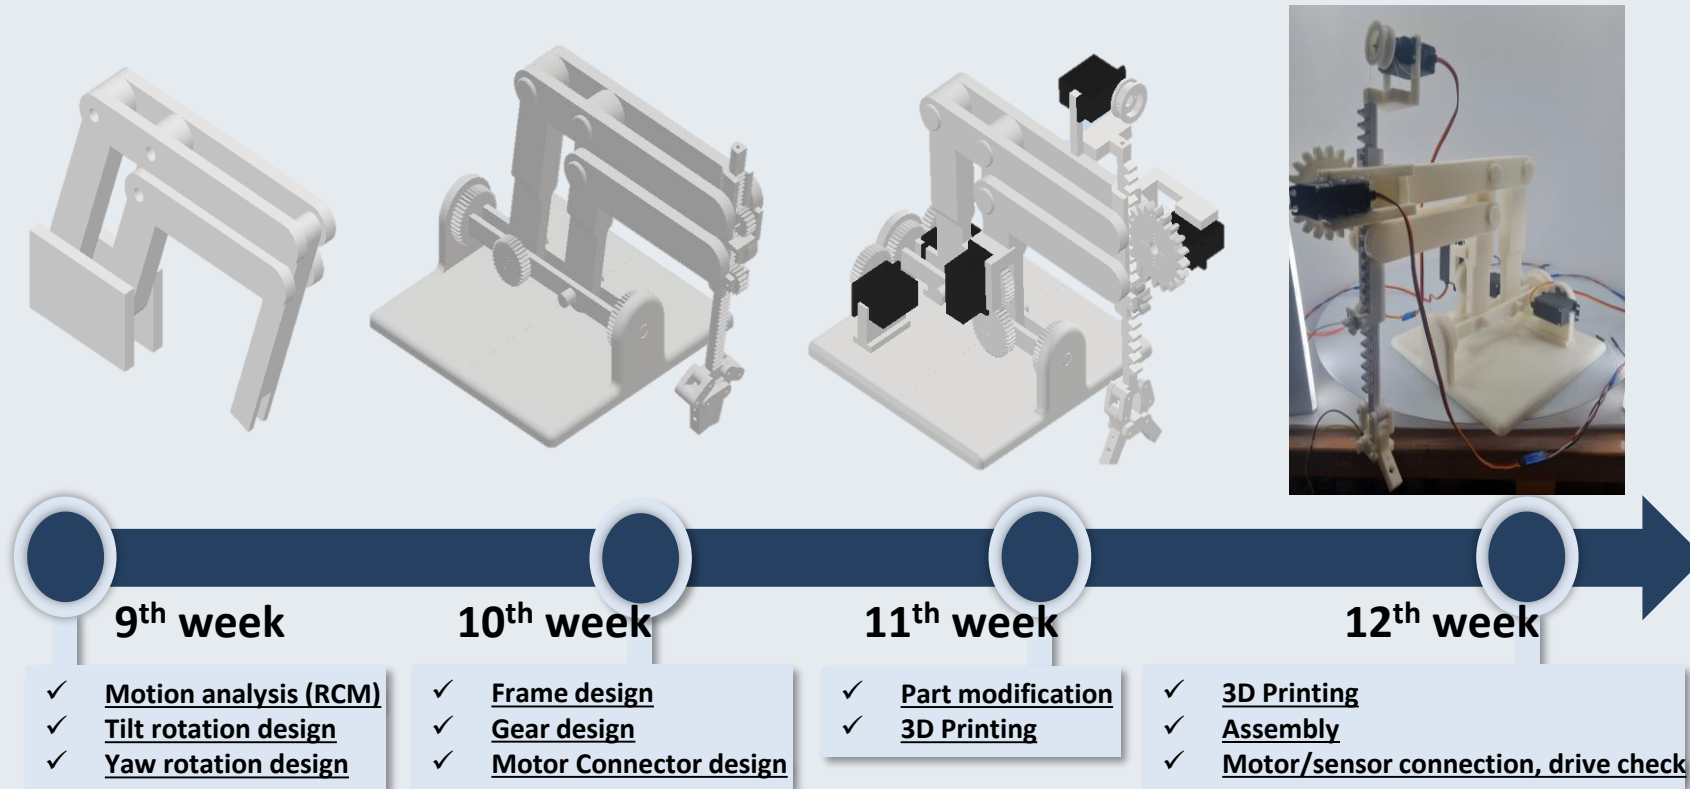 9th week
✓ Motion analysis (RCM)
✓ Tilt rotation design
✓ Yaw rotation design
10th week
✓ Frame design
✓ Gear design
✓ Motor Connector design
11th week
✓ Part modification
✓ 3D Printing
12th week
✓ 3D Printing
✓ Assembly
✓ Motor/sensor connection, drive check